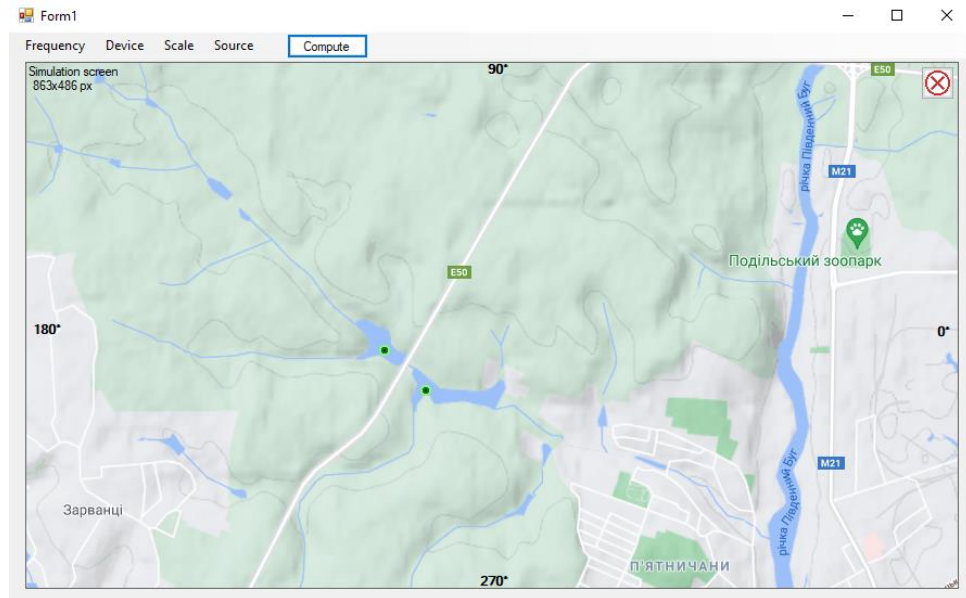 Form1
Frequency Device Scale Source Compute
Simulation screen
863x486 px
90°
E50
річка Південний Буг
M21
Подільський зоопарк
E50
180°
0°
M21
річка Південний Буг
Зарванці
П'ЯТНИЧАНИ
270°